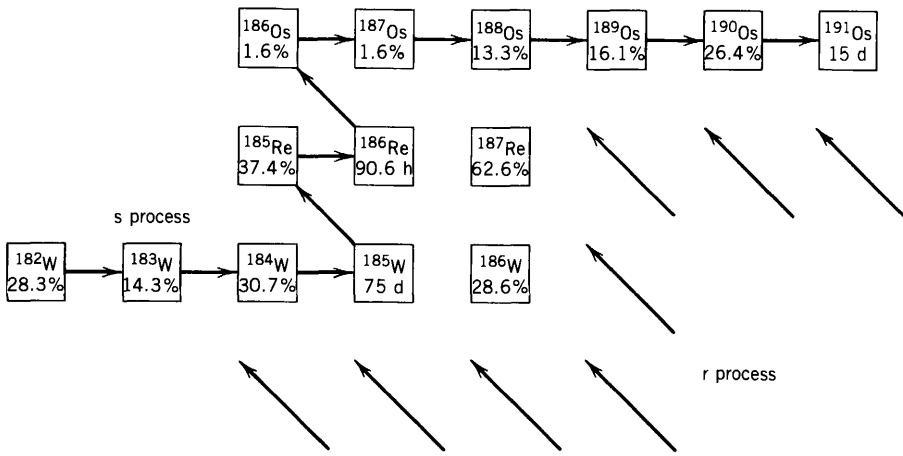 ¹⁸⁶Os ¹⁸⁷Os ¹⁸⁸Os ¹⁸⁹Os ¹⁹⁰Os ¹⁹¹Os
1.6% 1.6% 13.3% 16.1% 26.4% 15 d
¹⁸⁵Re ¹⁸⁶Re ¹⁸⁷Re
37.4% 90.6 h 62.6%
s process
¹⁸²W ¹⁸³W ¹⁸⁴W ¹⁸⁵W ¹⁸⁶W
28.3% 14.3% 30.7% 75 d 28.6%
r process